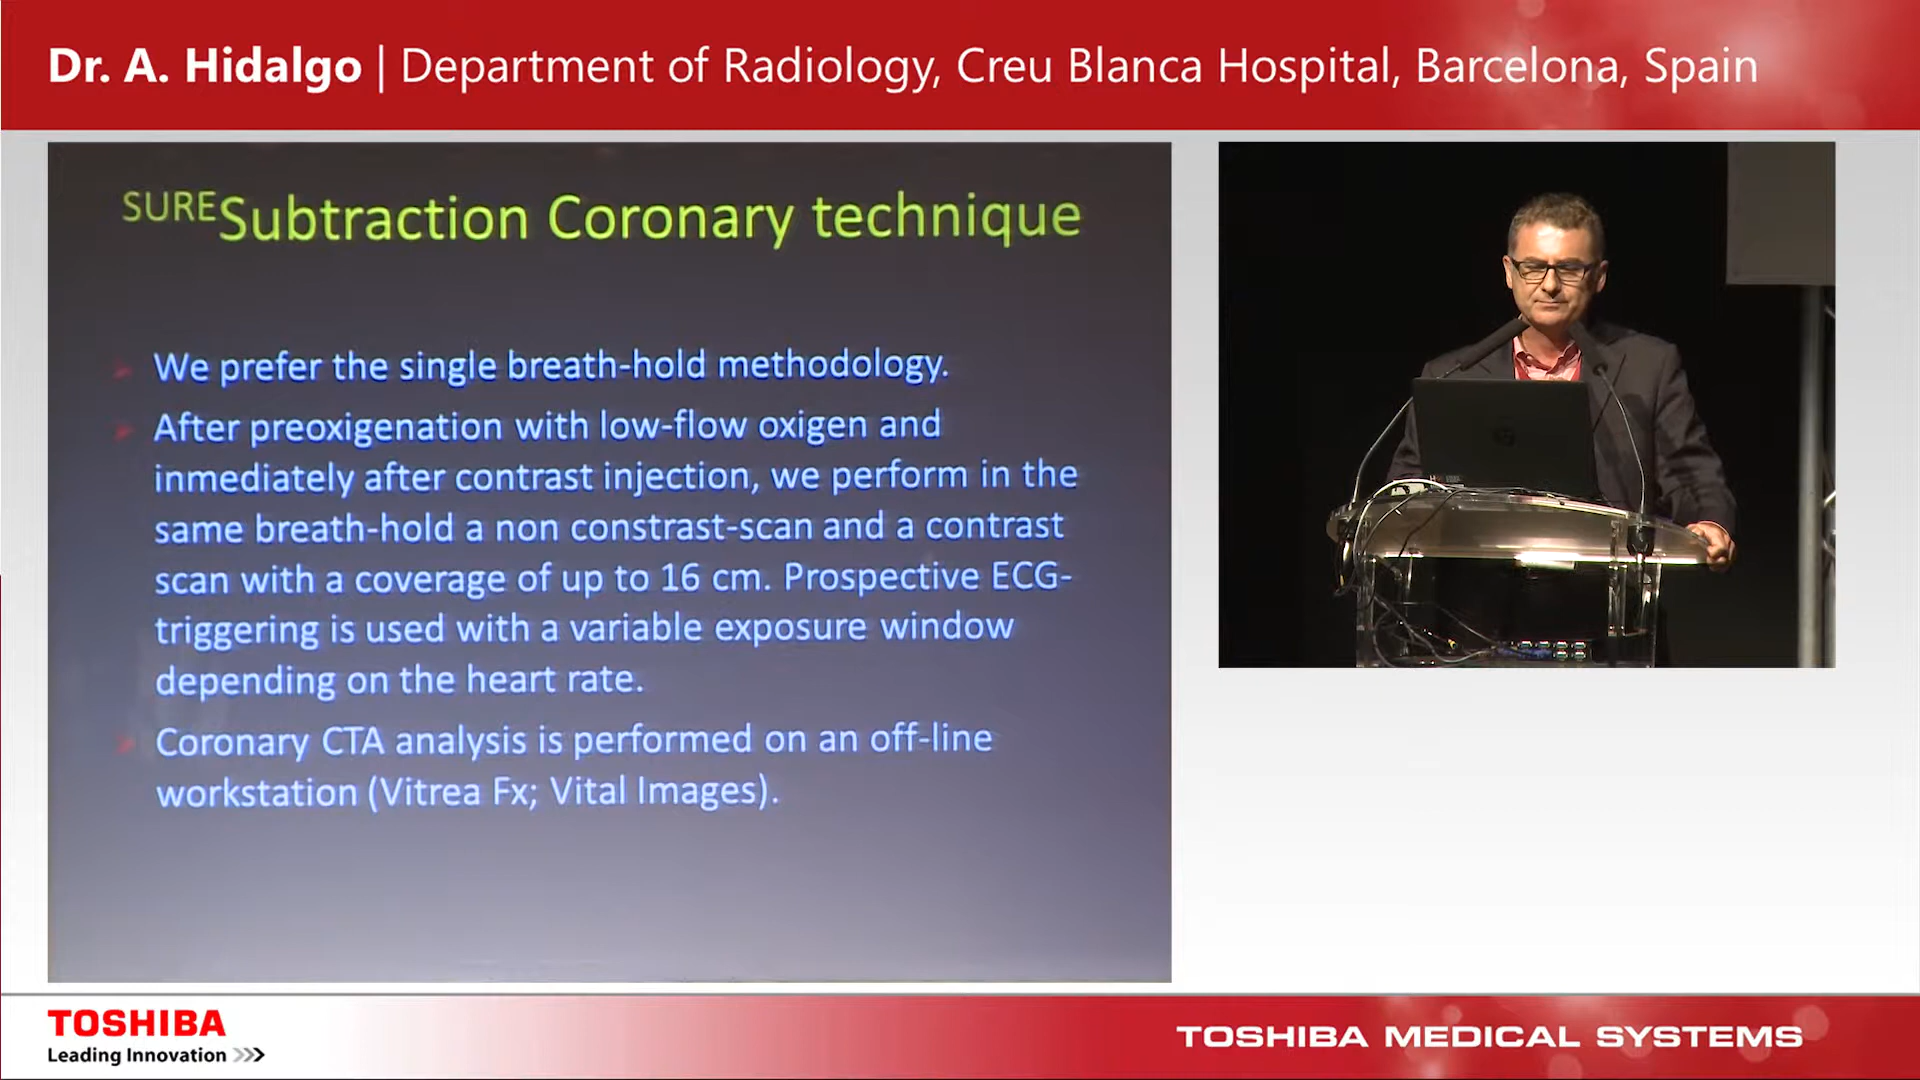 Dr. A. Hidalgo | Department of Radiology, Creu Blanca Hospital, Barcelona, Spain
SURESubtraction Coronary technique
We prefer the single breath-hold methodology.
After preoxigenation with low-flow oxigen and
inmediately after contrast injection, we perform in the
same breath-hold a non constrast-scan and a contrast
scan with a coverage of up to 16 cm. Prospective ECG-
triggering is used with a variable exposure window
depending on the heart rate.
Coronary CTA analysis is performed on an off-line
workstation (Vitrea Fx; Vital Images).
TOSHIBA
Leading Innovation >>>
TOSHIBA MEDICAL SYSTEMS